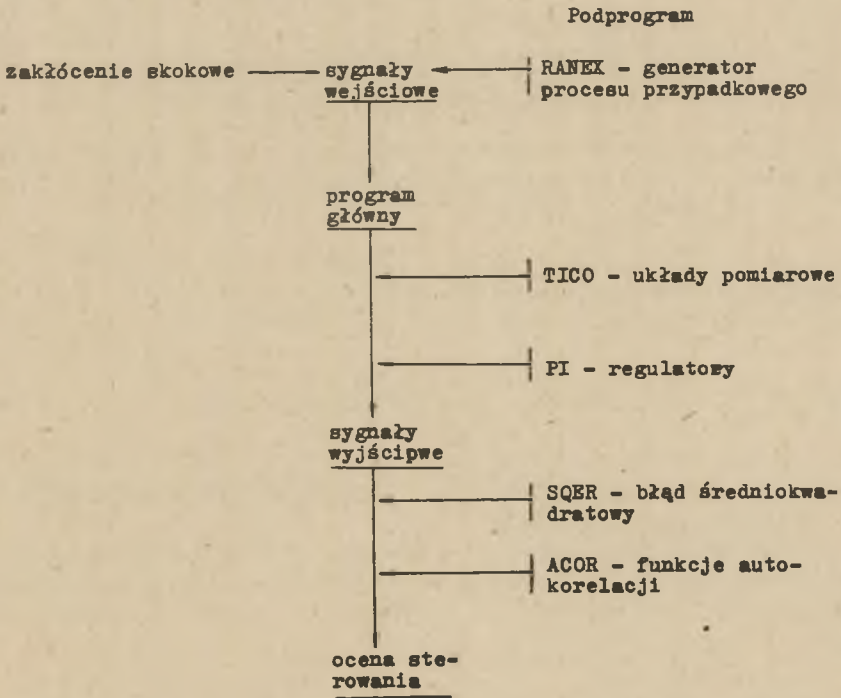 Podprogram
zakłócenie skokowe
sygnały
wejściowe
RANEX - generator
procesu przypadkowego
program
główny
TICO - układy pomiarowe
PI - regulatowy
sygnały
wyjścipwe
SQER - błąd średniokwa-
dratowy
ACOR - funkcje auto-
korelacji
ocena ste-
rowania